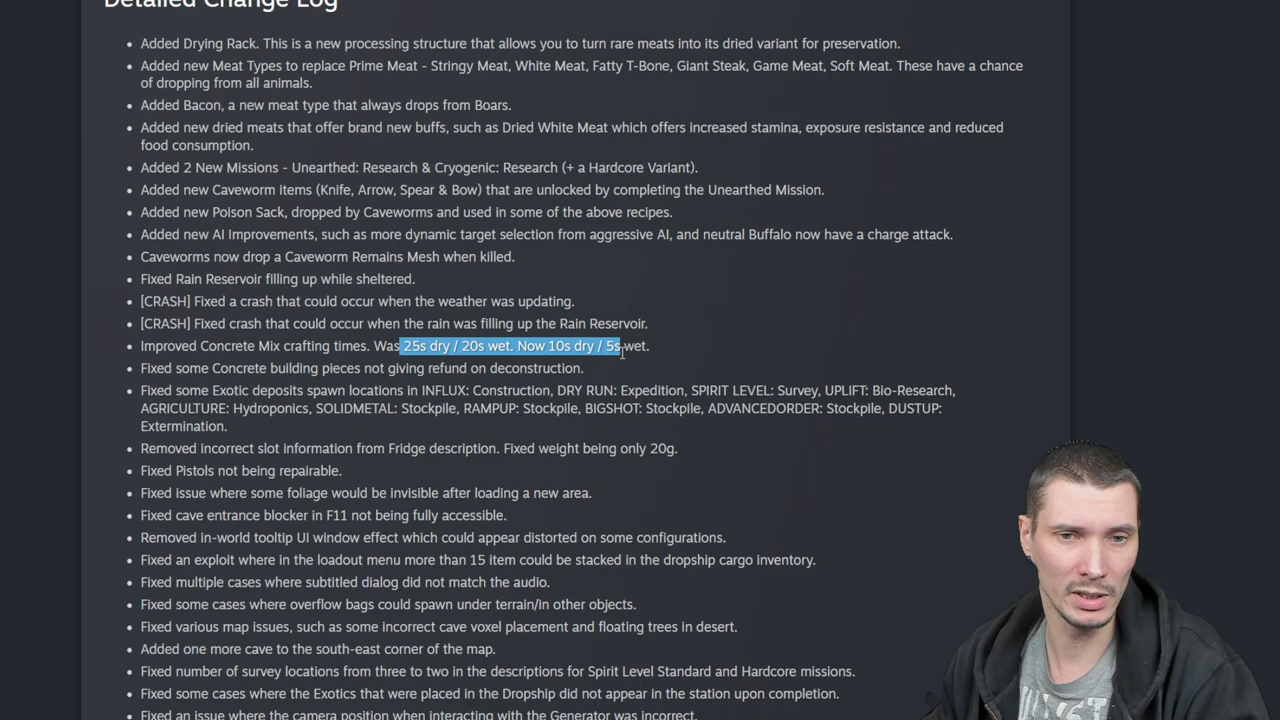 Detailed Change Log
• Added Drying Rack. This is a new processing structure that allows you to turn rare meats into its dried variant for preservation.
• Added new Meat Types to replace Prime Meat - Stringy Meat, White Meat, Fatty T-Bone, Giant Steak, Game Meat, Soft Meat. These have a chance
of dropping from all animals.
• Added Bacon, a new meat type that always drops from Boars.
• Added new dried meats that offer brand new buffs, such as Dried White Meat which offers increased stamina, exposure resistance and reduced
food consumption.
• Added 2 New Missions - Unearthed: Research & Cryogenic: Research (+ a Hardcore Variant).
• Added new Caveworm items (Knife, Arrow, Spear & Bow) that are unlocked by completing the Unearthed Mission.
• Added new Poison Sack, dropped by Caveworms and used in some of the above recipes.
• Added new AI Improvements, such as more dynamic target selection from aggressive AI, and neutral Buffalo now have a charge attack.
• Caveworms now drop a Caveworm Remains Mesh when killed.
• Fixed Rain Reservoir filling up while sheltered.
• [CRASH] Fixed a crash that could occur when the weather was updating.
• [CRASH] Fixed crash that could occur when the rain was filling up the Rain Reservoir.
• Improved Concrete Mix crafting times. Was 25s dry / 20s wet. Now 10s dry / 5s wet.
• Fixed some Concrete building pieces not giving refund on deconstruction.
• Fixed some Exotic deposits spawn locations in INFLUX: Construction, DRY RUN: Expedition, SPIRIT LEVEL: Survey, UPLIFT: Bio-Research,
AGRICULTURE: Hydroponics, SOLIDMETAL: Stockpile, RAMPUP: Stockpile, BIGSHOT: Stockpile, ADVANCEDORDER: Stockpile, DUSTUP:
Extermination.
• Removed incorrect slot information from Fridge description. Fixed weight being only 20g.
• Fixed Pistols not being repairable.
• Fixed issue where some foliage would be invisible after loading a new area.
• Fixed cave entrance blocker in F11 not being fully accessible.
• Removed in-world tooltip UI window effect which could appear distorted on some configurations.
• Fixed an exploit where in the loadout menu more than 15 item could be stacked in the dropship cargo inventory.
• Fixed multiple cases where subtitled dialog did not match the audio.
• Fixed some cases where overflow bags could spawn under terrain/in other objects.
• Fixed various map issues, such as some incorrect cave voxel placement and floating trees in desert.
• Added one more cave to the south-east corner of the map.
• Fixed number of survey locations from three to two in the descriptions for Spirit Level Standard and Hardcore missions.
• Fixed some cases where the Exotics that were placed in the Dropship did not appear in the station upon completion.
• Fixed an issue where the camera position when interacting with the Generator was incorrect.